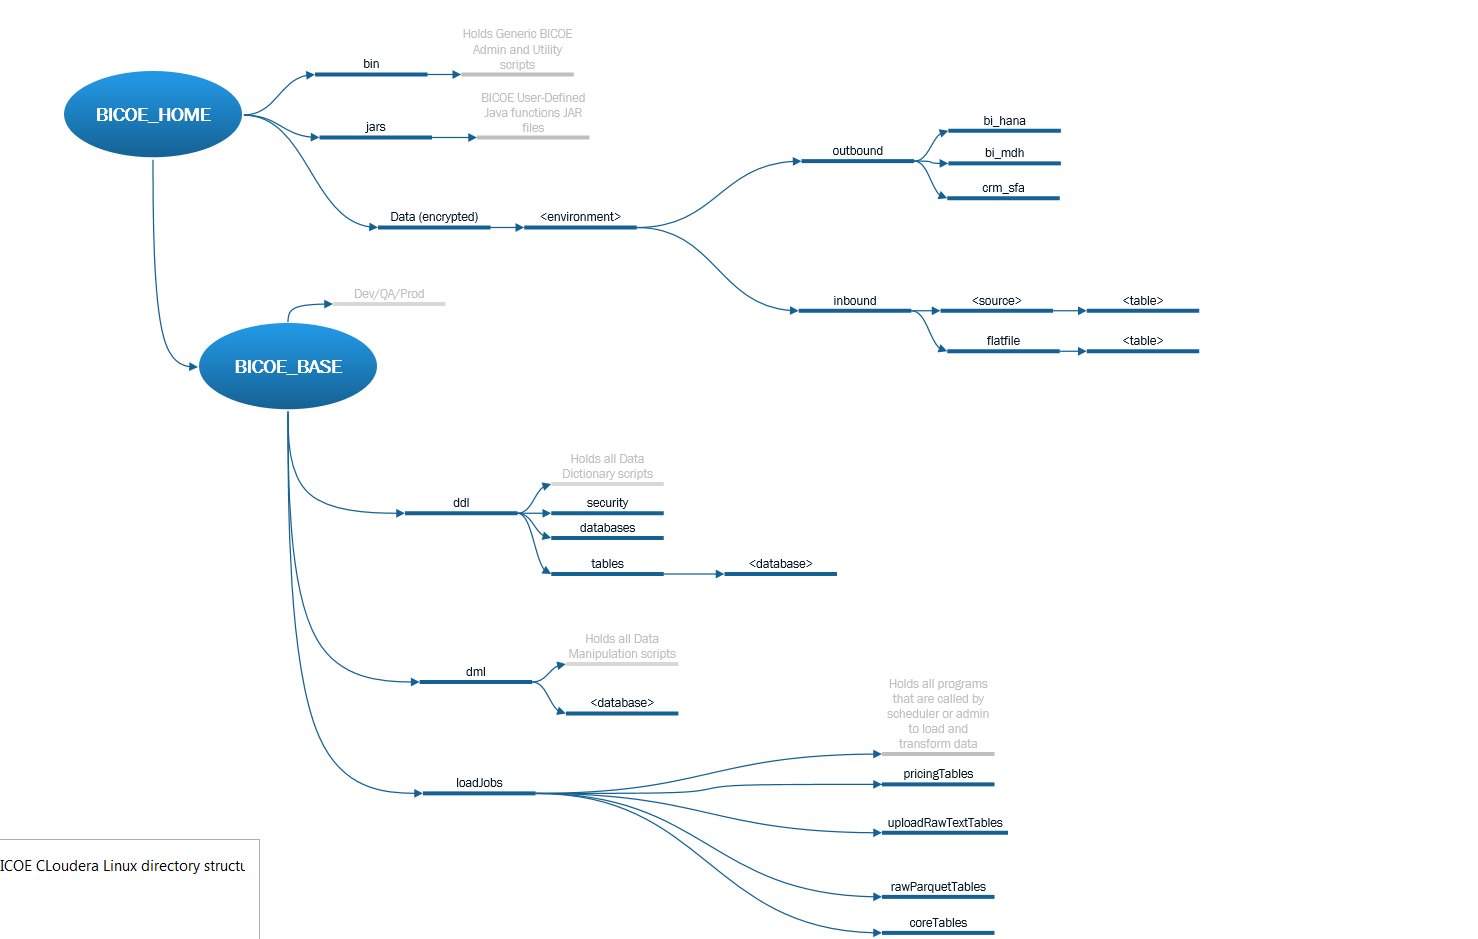 Holds Generic BICOE
Admin and Utility
scripts
bin
BICOE_HOME
BICOE User-Defined
Java functions JAR
files
jars
Data (encrypted)
<environment>
outbound
bi_hana
bi_mdh
crm_sfa
inbound
<source>
<table>
flatfile
<table>
Dev/QA/Prod
BICOE_BASE
Holds all Data
Dictionary scripts
ddl
security
databases
tables
<database>
Holds all Data
Manipulation scripts
dml
<database>
Holds all programs
that are called by
scheduler or admin
to load and
transform data
loadJobs
pricingTables
uploadRawTextTables
rawParquetTables
coreTables
ICOE CLoudera Linux directory structu